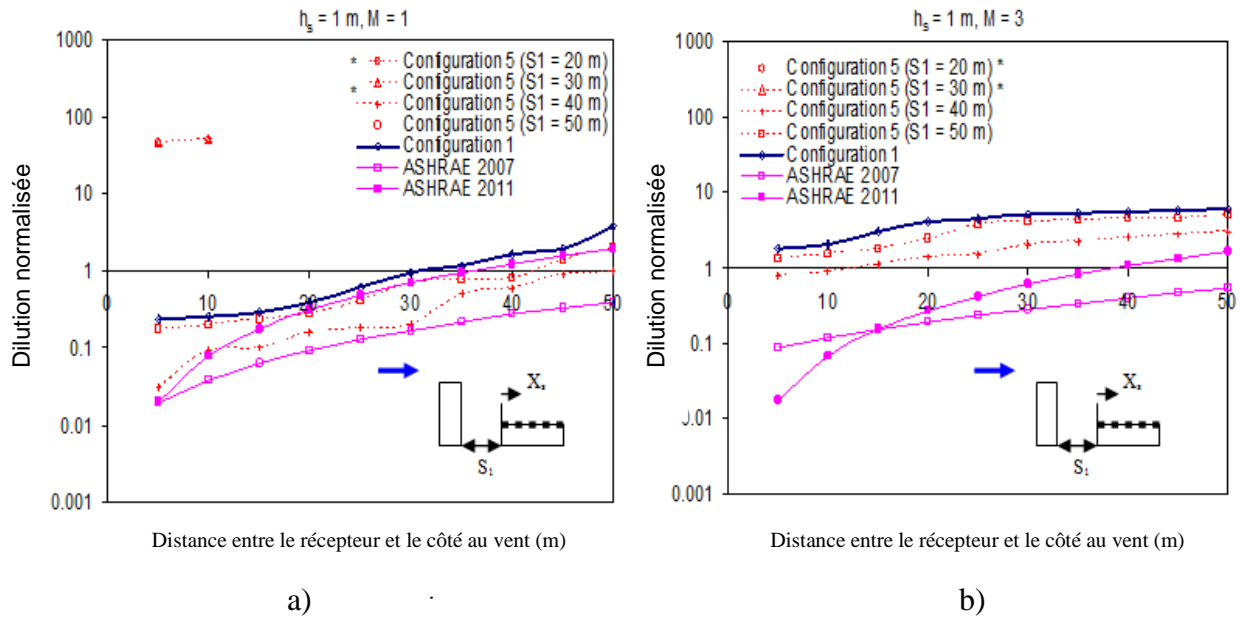 hs = 1 m, M = 1
1000
100
10
1
0.1
0.01
0.001
0
10
20
30
40
50
Dilution normalisée
* Configuration 5 (S1 = 20 m)
* Configuration 5 (S1 = 30 m)
Configuration 5 (S1 = 40 m)
Configuration 5 (S1 = 50 m)
Configuration 1
ASHRAE 2007
ASHRAE 2011
Xs
S1
Distance entre le récepteur et le côté au vent (m)
a)
hs = 1 m, M = 3
1000
100
10
1
0.1
0.01
0.001
0
10
20
30
40
50
Dilution normalisée
Configuration 5 (S1 = 20 m) *
Configuration 5 (S1 = 30 m) *
Configuration 5 (S1 = 40 m)
Configuration 5 (S1 = 50 m)
Configuration 1
ASHRAE 2007
ASHRAE 2011
Xs
S1
Distance entre le récepteur et le côté au vent (m)
b)